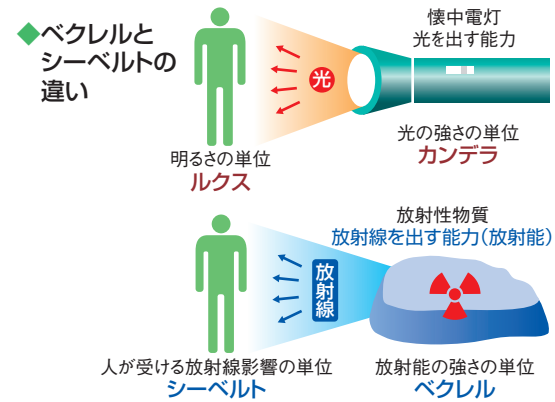 ◆ベクレルと
シーベルトの
違い
懐中電灯
光を出す能力
光
明るさの単位
ルクス
光の強さの単位
カンデラ
放射性物質
放射線を出す能力(放射能)
放射線
人が受ける放射線影響の単位
シーベルト
放射能の強さの単位
ベクレル